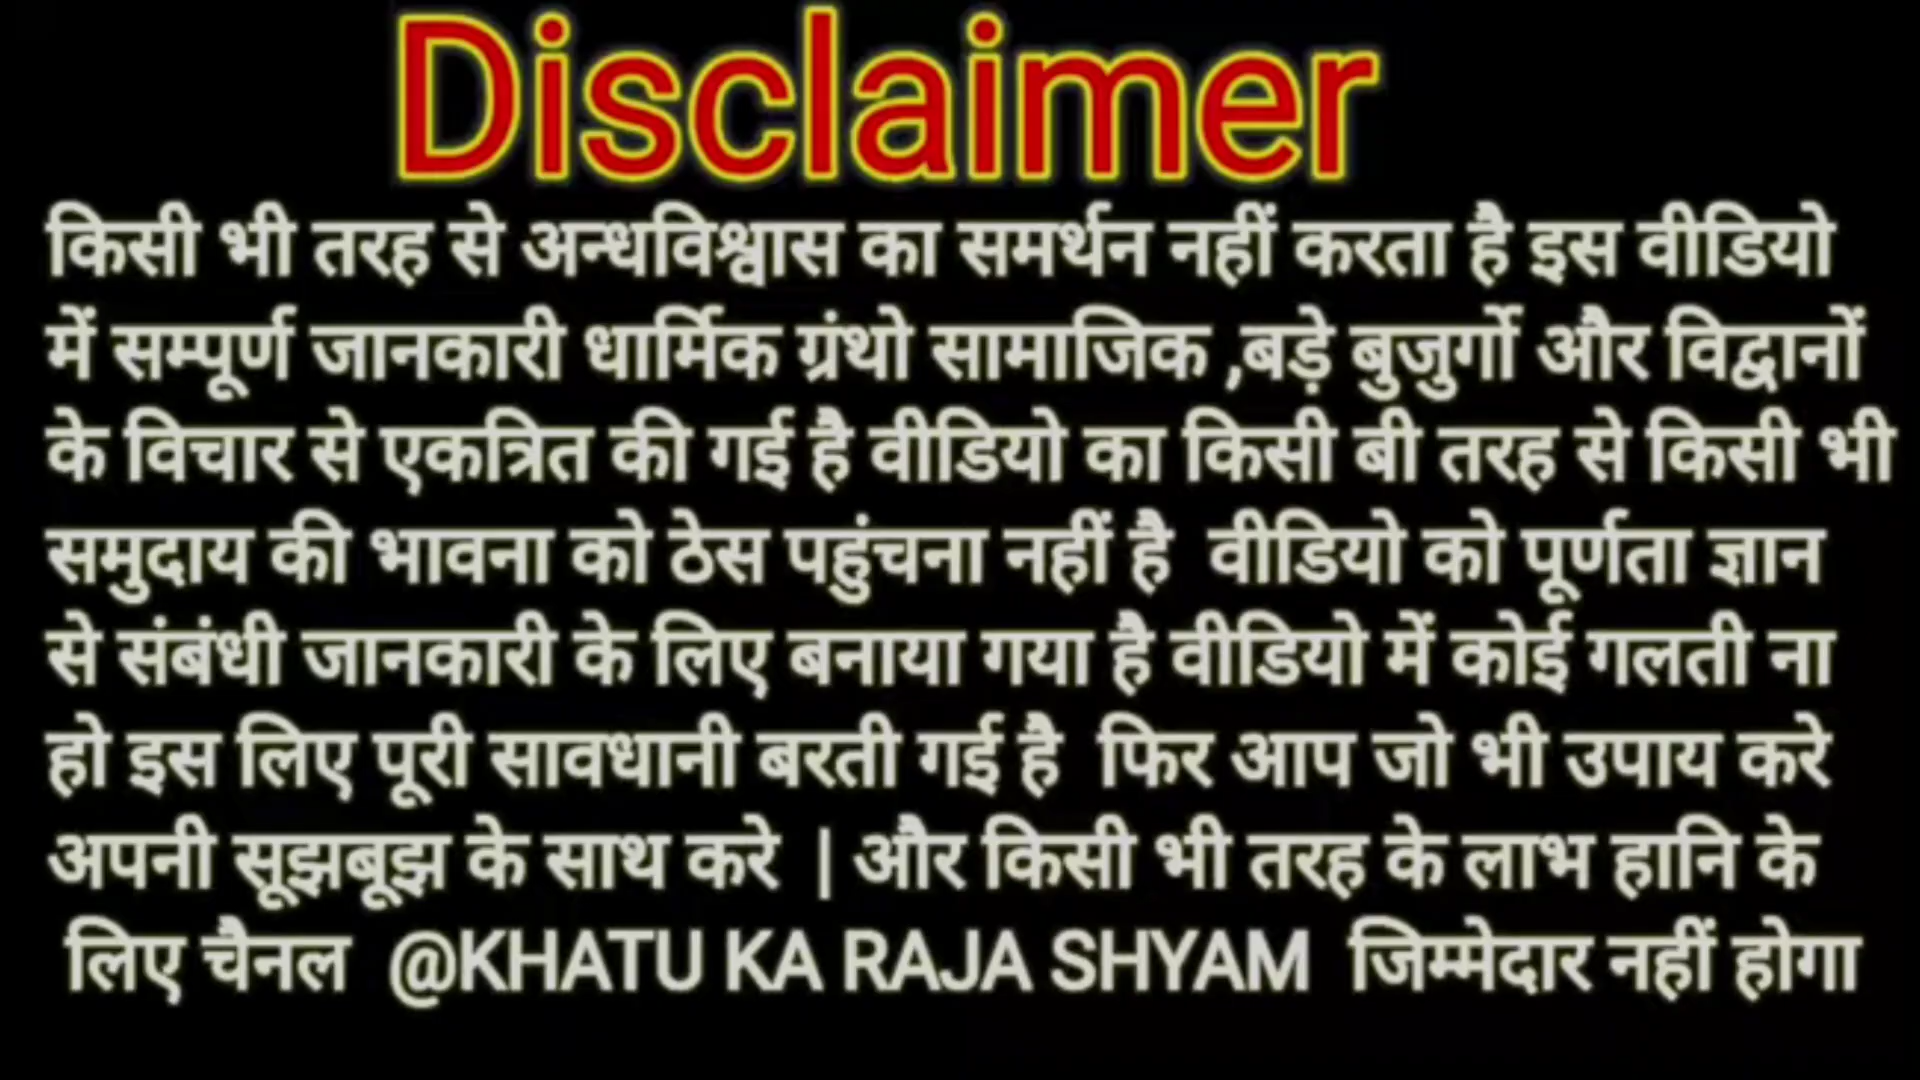 Disclaimer
किसी भी तरह से अन्धविश्वास का समर्थन नहीं करता है इस वीडियो
में सम्पूर्ण जानकारी धार्मिक ग्रंथो सामाजिक ,बड़े बुजुर्गो और विद्वानों
के विचार से एकत्रित की गई है वीडियो का किसी बी तरह से किसी भी
समुदाय की भावना को ठेस पहुंचना नहीं है वीडियो को पूर्णता ज्ञान
से संबंधी जानकारी के लिए बनाया गया है वीडियो में कोई गलती ना
हो इस लिए पूरी सावधानी बरती गई है फिर आप जो भी उपाय करे
अपनी सूझबूझ के साथ करे | और किसी भी तरह के लाभ हानि के
लिए चैनल @KHATU KA RAJA SHYAM जिम्मेदार नहीं होगा